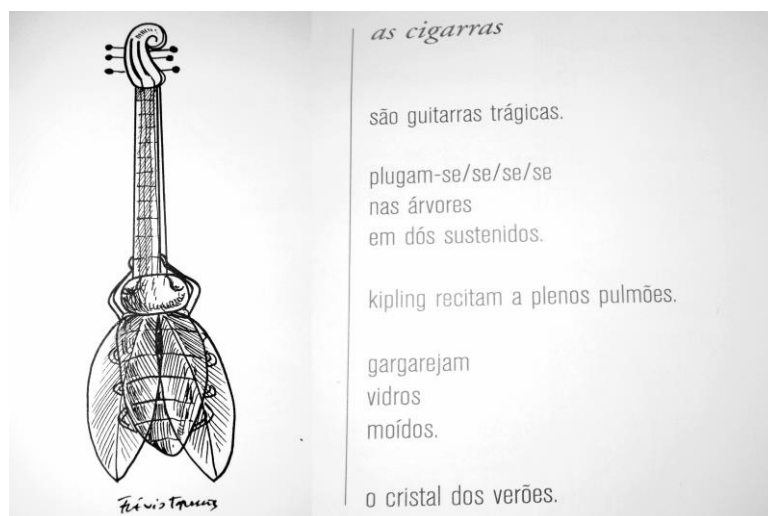 as cigarras
são guitarras trágicas.
plugam-se/se/se/se
nas árvores
em dós sustenidos.
kipling recitam a plenos pulmões.
gargarejam
vidros
moídos.
o cristal dos verões.